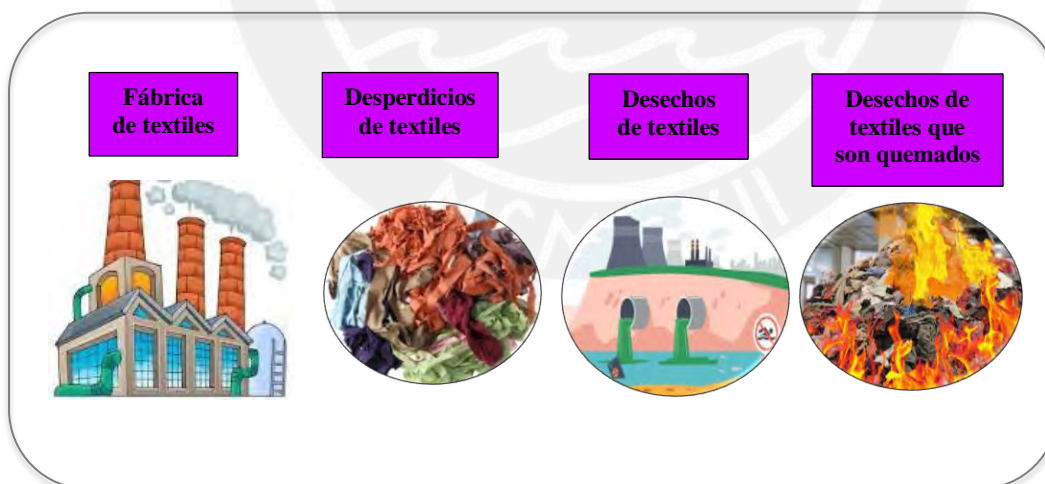 Fábrica
de textiles
Desperdicios
de textiles
Desechos
de textiles
Desechos de
textiles que
son quemados